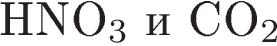 HNO₃ и CO₂